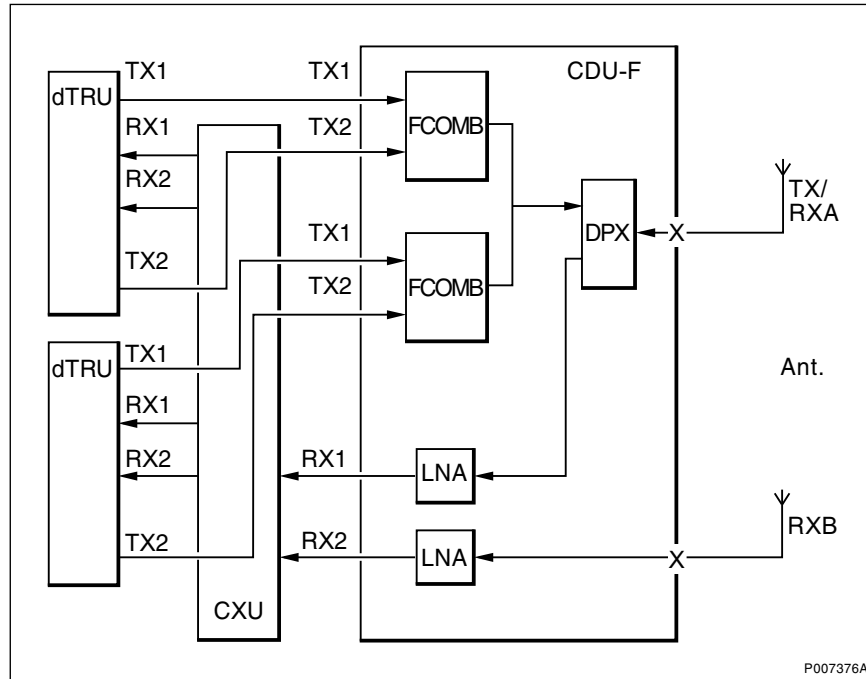 TX1
TX1
CDU-F
dTRU
FCOMB
RX1
TX2
RX2
TX/
RXA
TX1
DPX
X
TX2
TX2
FCOMB
TX1
dTRU
Ant.
RX1
RX2
RX1
LNA
RXB
TX2
RX2
LNA
X
CXU
P007376A